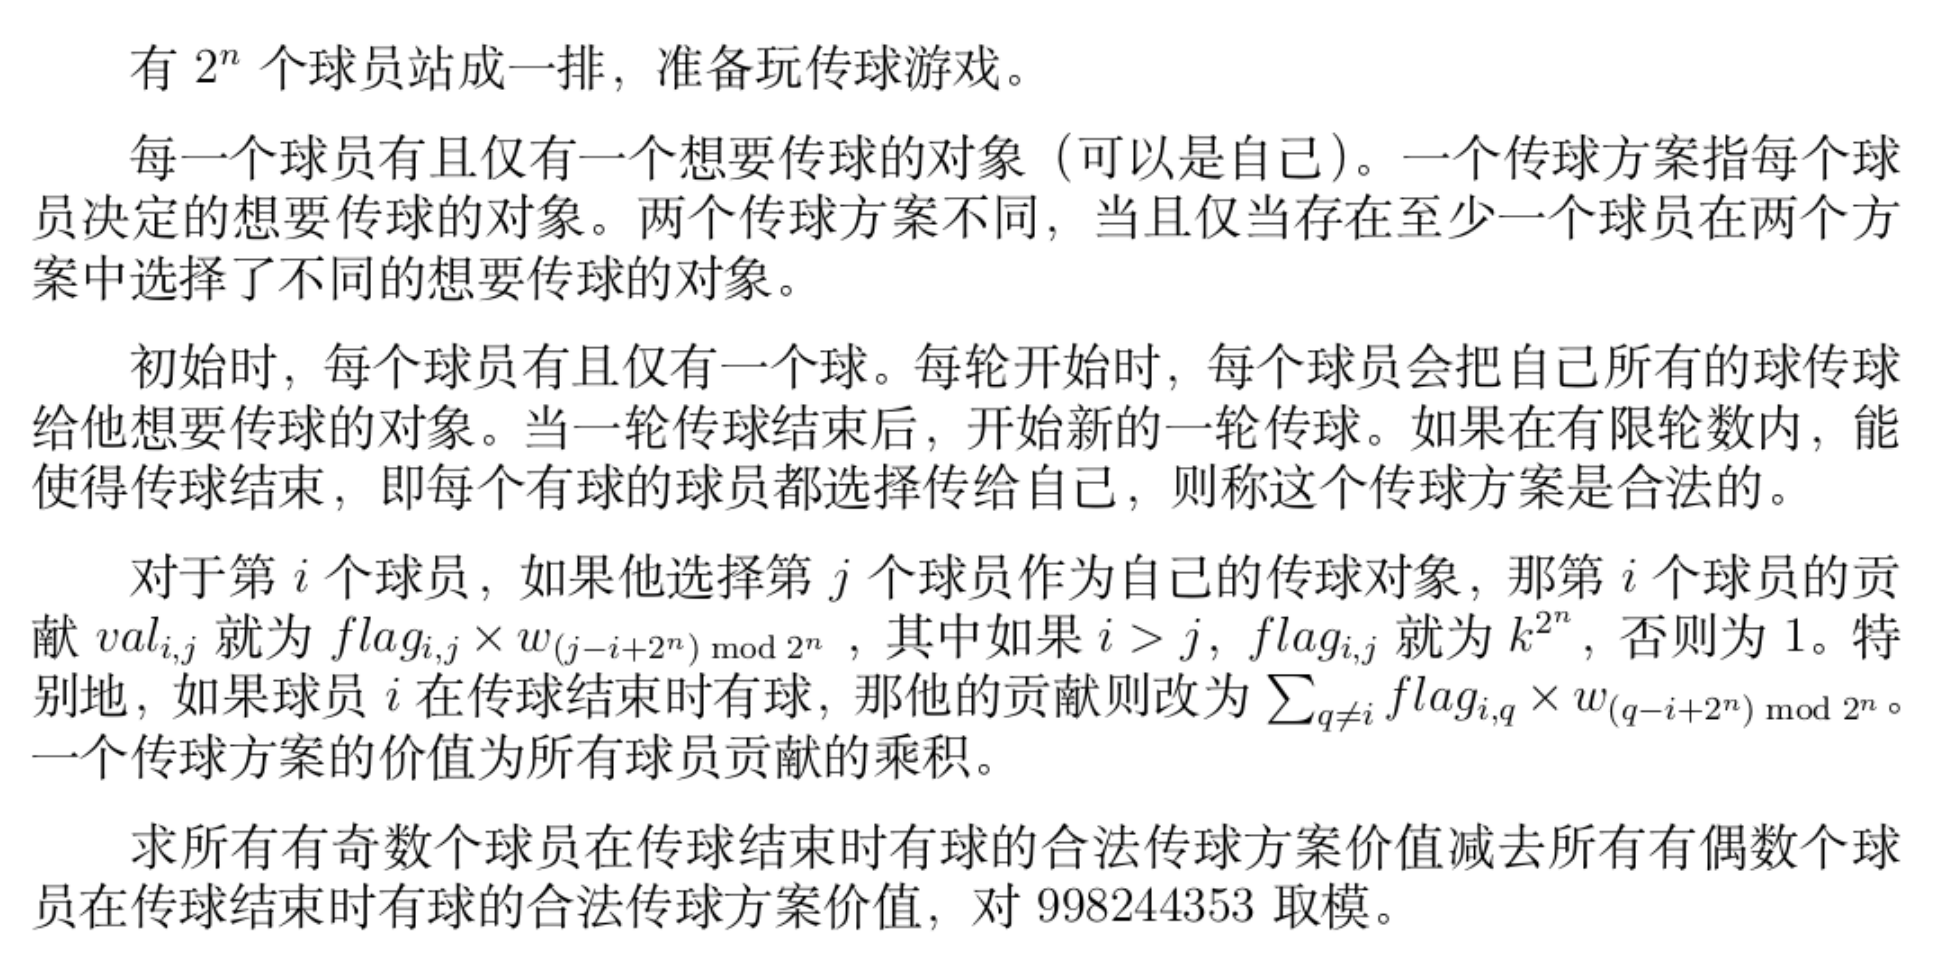 有 2ⁿ 个球员站成一排，准备玩传球游戏。
每一个球员有且仅有一个想要传球的对象（可以是自己）。一个传球方案指每个球
员决定的想要传球的对象。两个传球方案不同，当且仅当存在至少一个球员在两个方
案中选择了不同的想要传球的对象。
初始时，每个球员有且仅有一个球。每轮开始时，每个球员会把自己所有的球传球
给他想要传球的对象。当一轮传球结束后，开始新的一轮传球。如果在有限轮数内，能
使得传球结束，即每个有球的球员都选择传给自己，则称这个传球方案是合法的。
对于第 i 个球员，如果他选择第 j 个球员作为自己的传球对象，那第 i 个球员的贡
献 val_{i,j} 就为 flag_{i,j} × w_{(j−i+2^n) mod 2^n} ，其中如果 i > j，flag_{i,j} 就为 k^{2^n}，否则为 1。特
别地，如果球员 i 在传球结束时有球，那他的贡献则改为 ∑_{q≠i} flag_{i,q} × w_{(q−i+2^n) mod 2^n}。
一个传球方案的价值为所有球员贡献的乘积。
求所有有奇数个球员在传球结束时有球的合法传球方案价值减去所有有偶数个球
员在传球结束时有球的合法传球方案价值，对 998244353 取模。